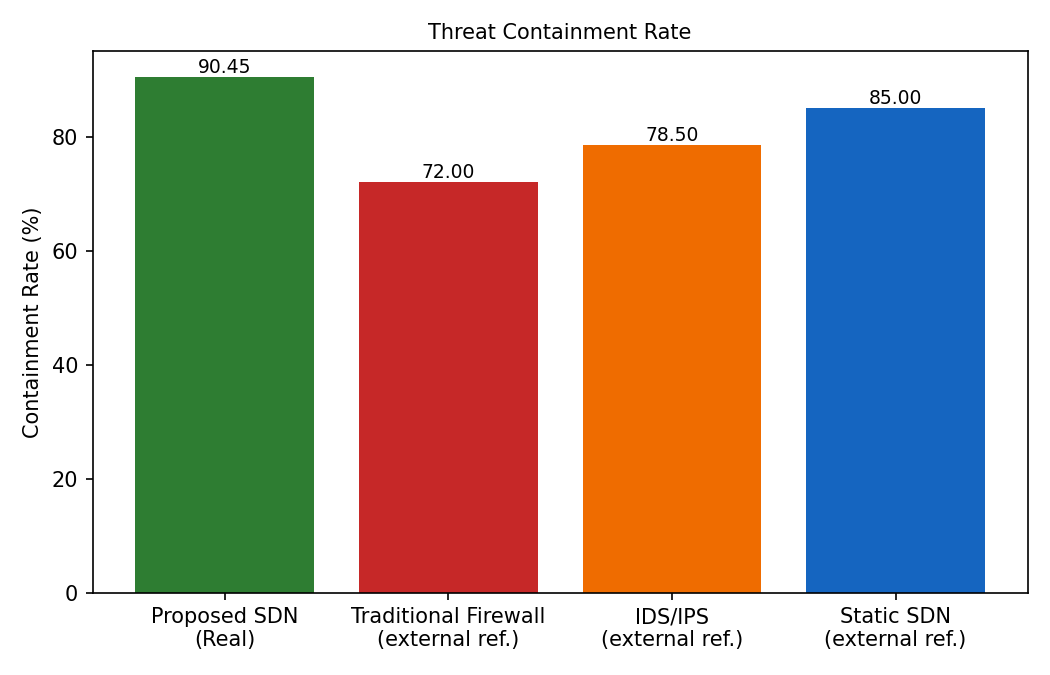 Threat Containment Rate
90.45
72.00
78.50
85.00
Containment Rate (%)
80
60
40
20
0
Proposed SDN
(Real)
Traditional Firewall
(external ref.)
IDS/IPS
(external ref.)
Static SDN
(external ref.)